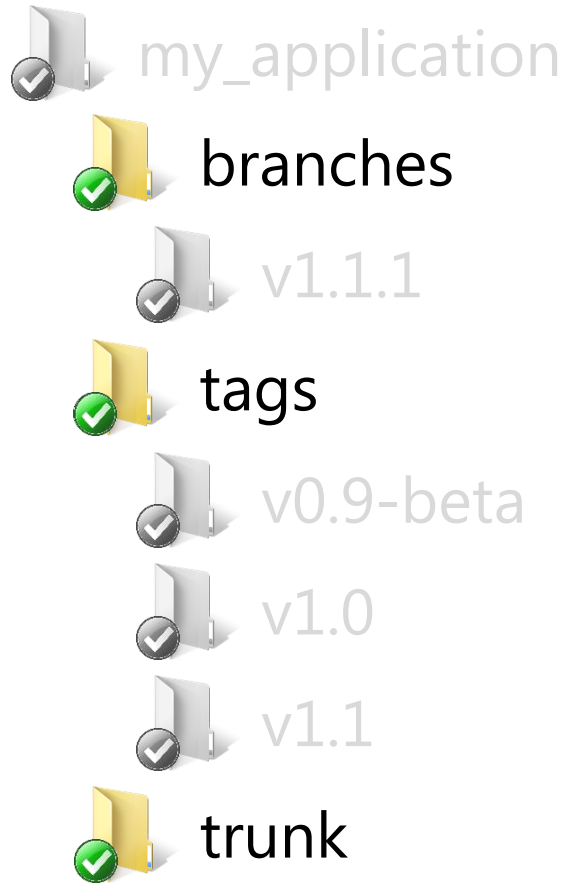 my_application
branches
v1.1.1
tags
v0.9-beta
v1.0
v1.1
trunk